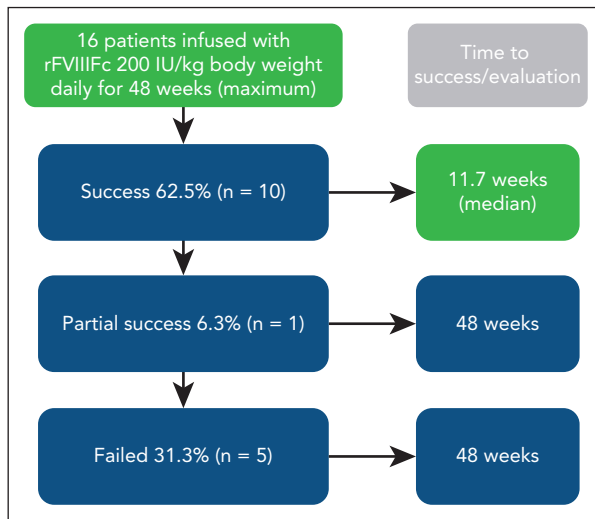 16 patients infused with
rFVIIIFc 200 IU/kg body weight
daily for 48 weeks (maximum)
Time to
success/evaluation
Success 62.5% (n = 10)
11.7 weeks
(median)
Partial success 6.3% (n = 1)
48 weeks
Failed 31.3% (n = 5)
48 weeks